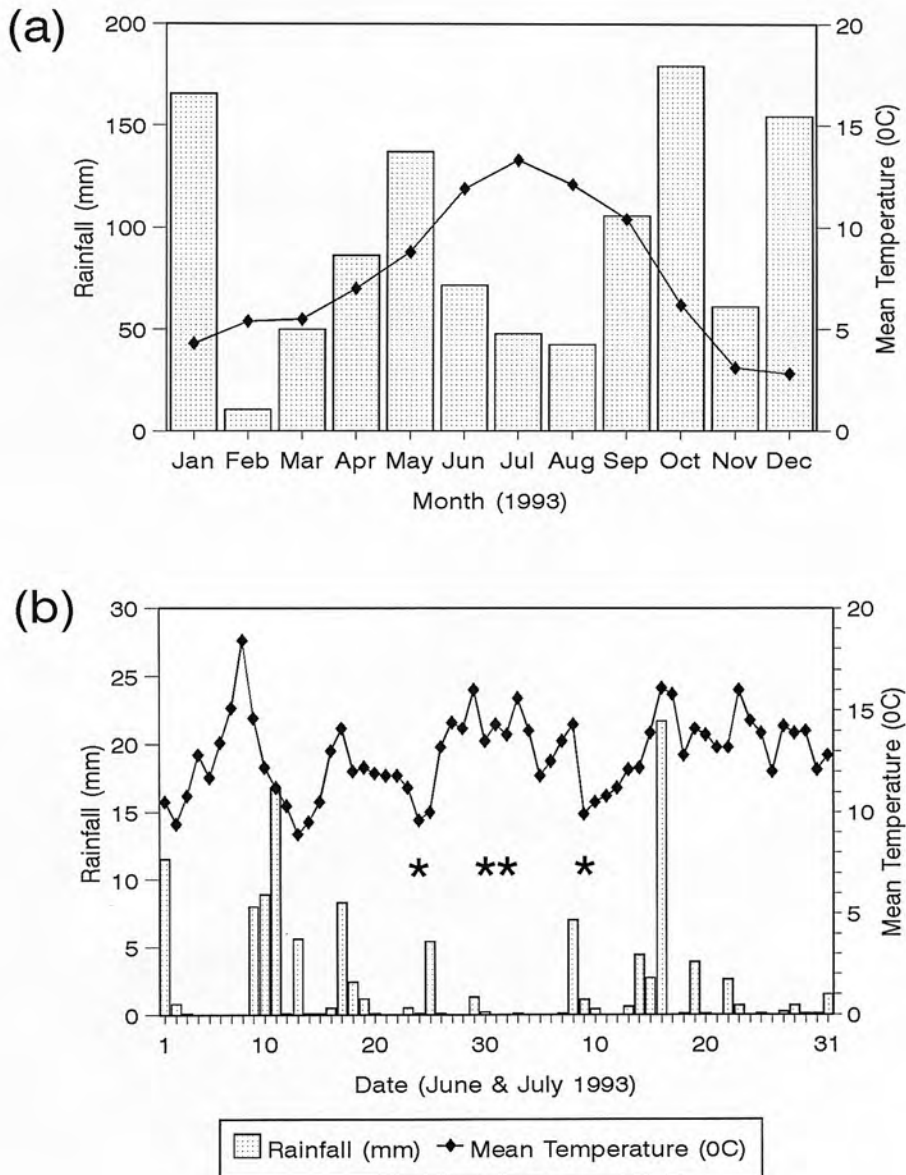 (a)
200
150
100
50
0
Rainfall (mm)
20
15
10
5
0
Mean Temperature (0C)
Jan Feb Mar Apr May Jun Jul Aug Sep Oct Nov Dec
Month (1993)
(b)
30
25
20
15
10
5
0
Rainfall (mm)
20
15
10
5
0
Mean Temperature (0C)
* * * *
1 10 20 30 10 20 31
Date (June & July 1993)
Rainfall (mm) Mean Temperature (0C)